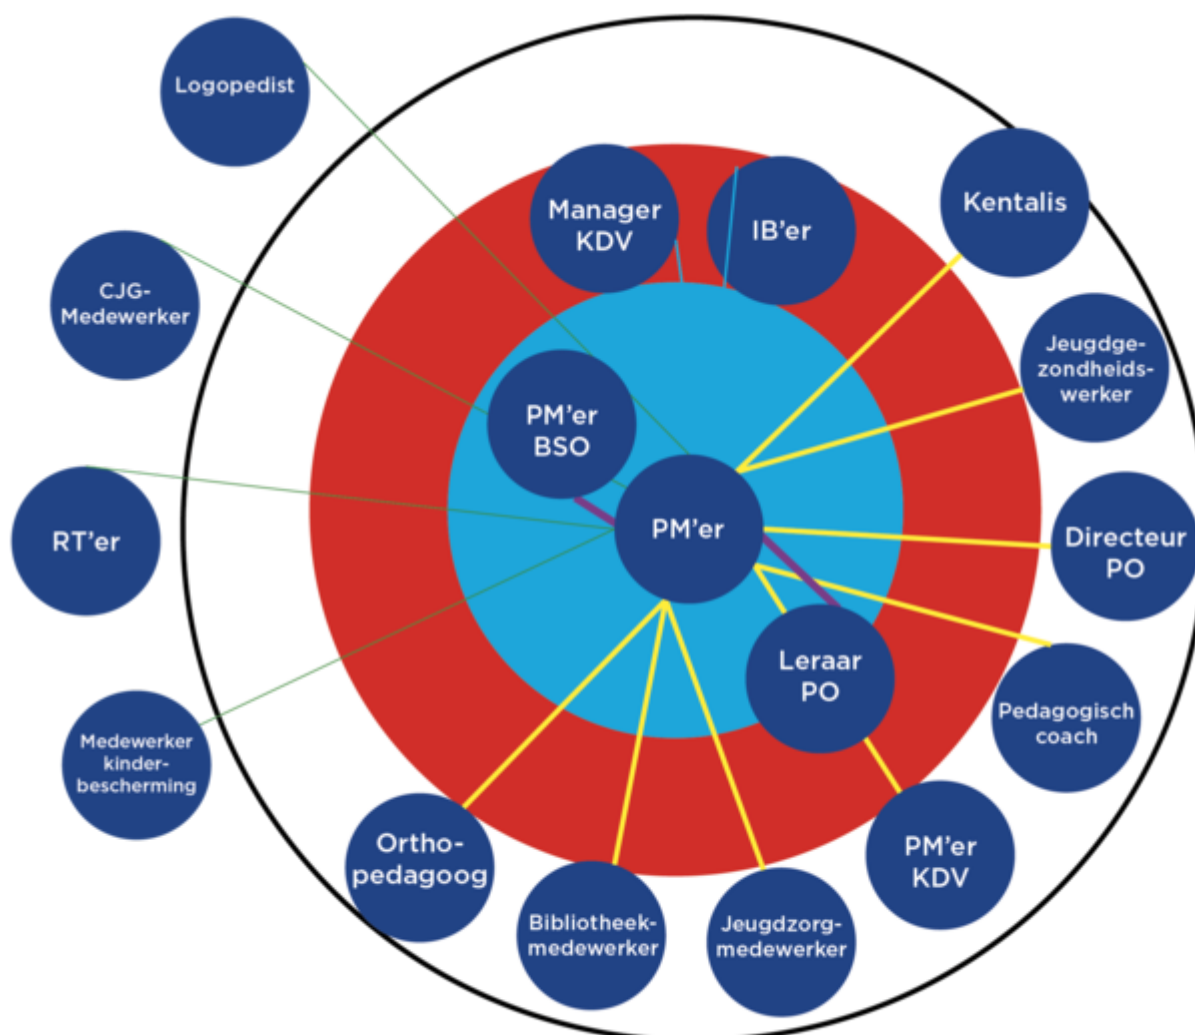 Logopedist
Manager
KDV
IB'er
Kentalis
CJG-
Medewerker
Jeugdge-
zondheids-
werker
PM'er
BSO
RT'er
PM'er
Directeur
PO
Leraar
PO
Pedagogisch
coach
Medewerker
kinder-
bescherming
Ortho-
pedagoog
PM'er
KDV
Bibliotheek-
medewerker
Jeugdzorg-
medewerker